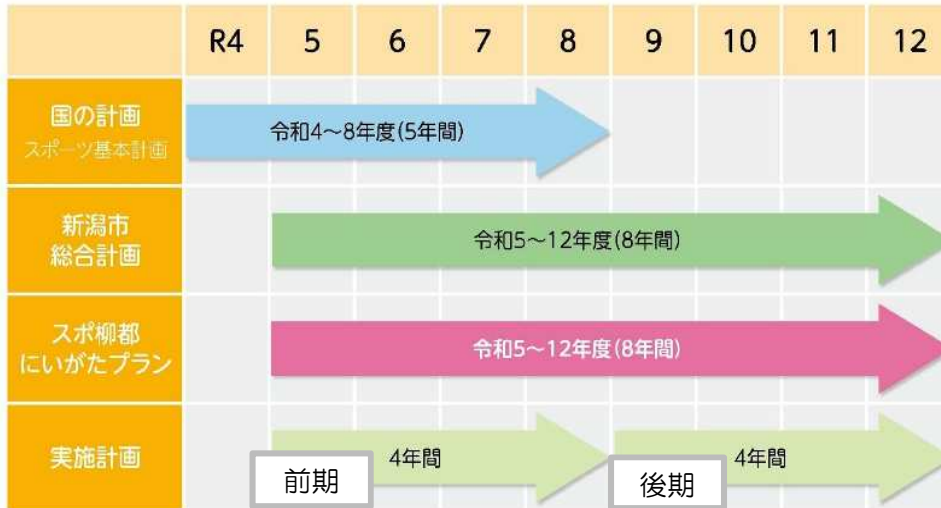 R4 5 6 7 8 9 10 11 12
国の計画
スポーツ基本計画
令和4～8年度(5年間)
新潟市
総合計画
令和5～12年度(8年間)
スポ柳都
にいがたプラン
令和5～12年度(8年間)
実施計画
前期
4年間
後期
4年間